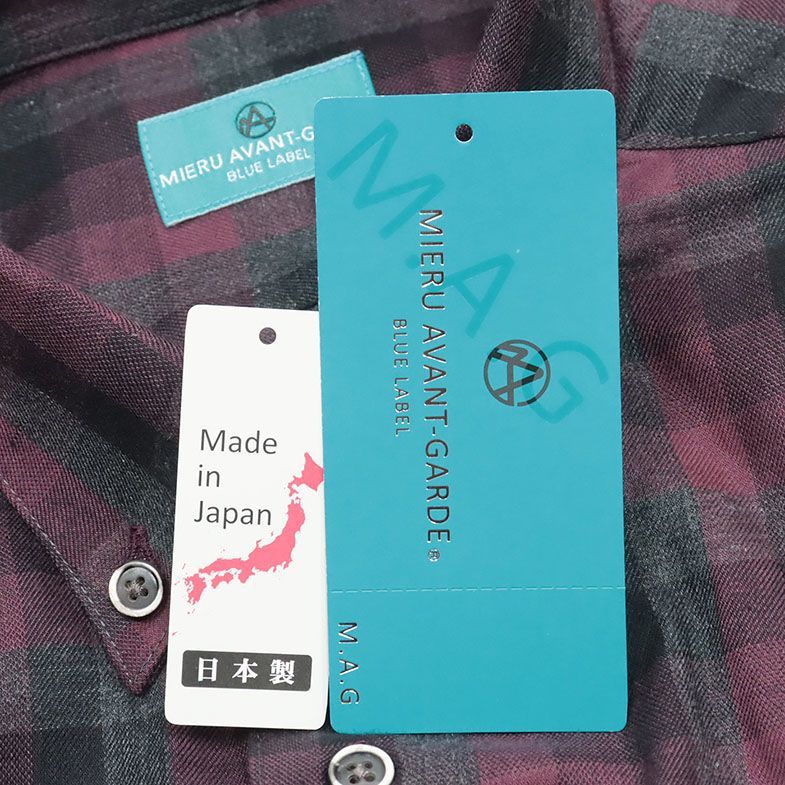 MIERU AVANT-G
BLUE LABEL
M.A.G
MIERU AVANT-GARDE®
BLUE LABEL
M.A.G
Made
in
Japan
日本製